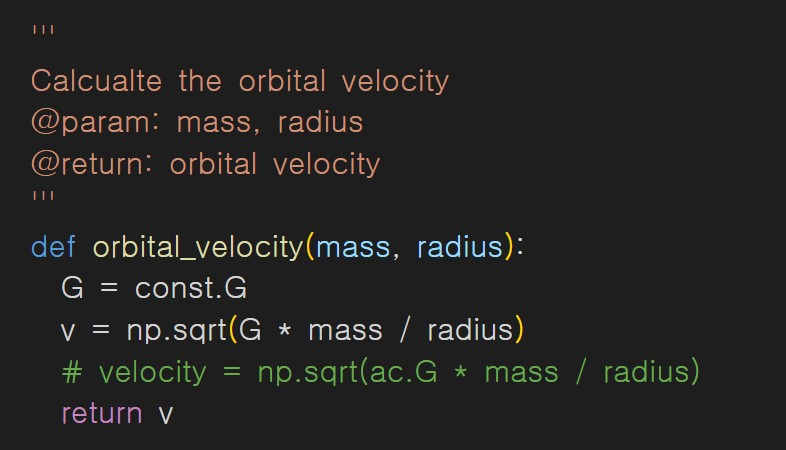 '''
Calcualte the orbital velocity
@param: mass, radius
@return: orbital velocity
'''
def orbital_velocity(mass, radius):
  G = const.G
  v = np.sqrt(G * mass / radius)
  # velocity = np.sqrt(ac.G * mass / radius)
  return v